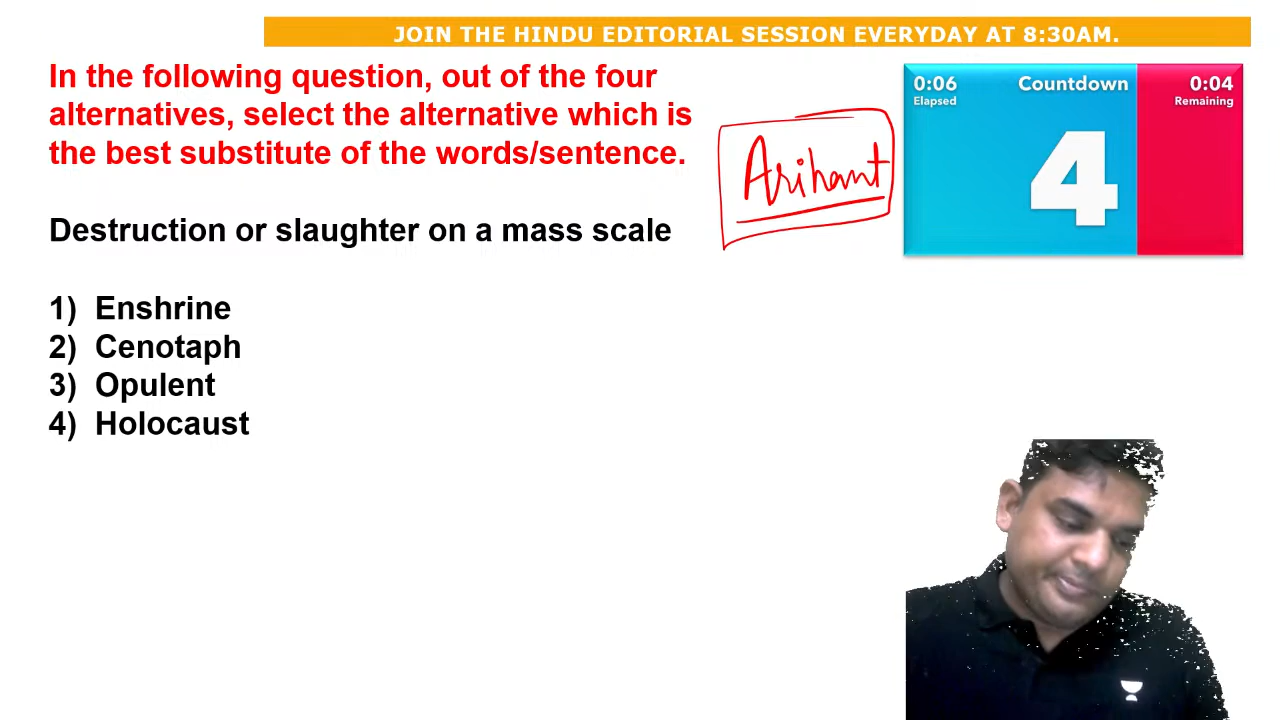 JOIN THE HINDU EDITORIAL SESSION EVERYDAY AT 8:30AM.
In the following question, out of the four
alternatives, select the alternative which is
the best substitute of the words/sentence.
Arihant
0:06 Countdown 0:04
Elapsed Remaining
4
Destruction or slaughter on a mass scale
1) Enshrine
2) Cenotaph
3) Opulent
4) Holocaust